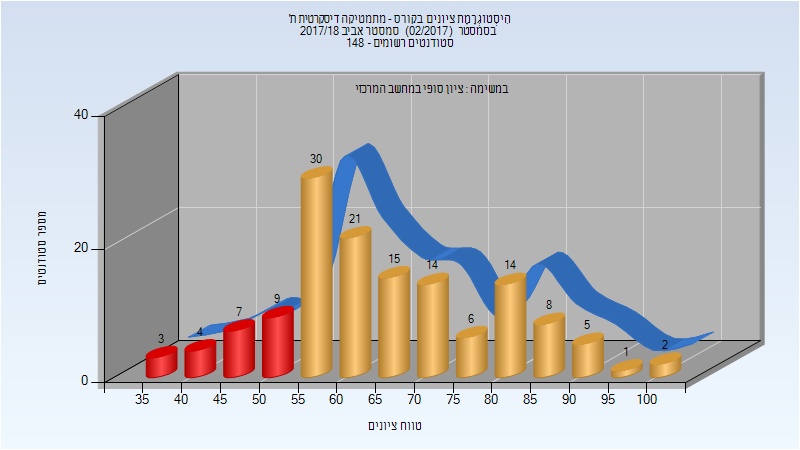 היסטוגרמת ציונים בקורס - מתמטיקה דיסקרטית ח'
בסמסטר (02/2017) סמסטר אביב 2017/18
סטודנטים רשומים - 148
במשימה : ציון סופי במחשב המרכזי
מספר סטודנטים
40
20
0
3 4 7 9 30 21 15 14 6 14 8 5 1 2
35 40 45 50 55 60 65 70 75 80 85 90 95 100
טווח ציונים